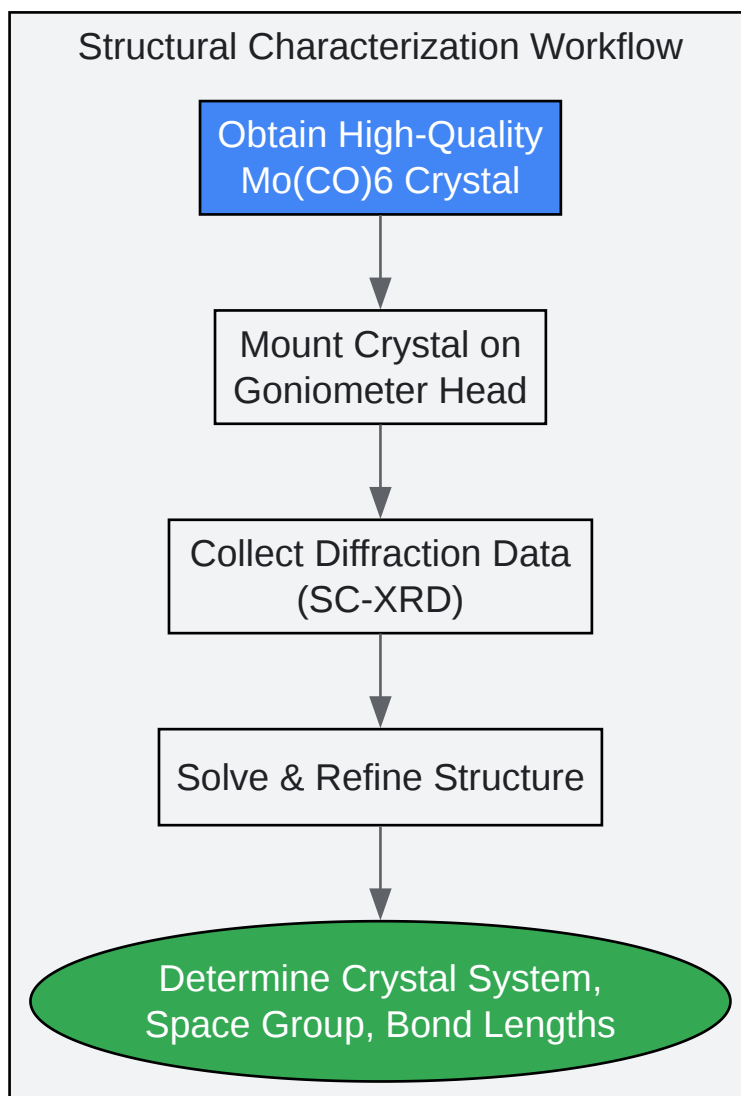 Structural Characterization Workflow
Obtain High-Quality
Mo(CO)6 Crystal
Mount Crystal on
Goniometer Head
Collect Diffraction Data
(SC-XRD)
Solve & Refine Structure
Determine Crystal System,
Space Group, Bond Lengths